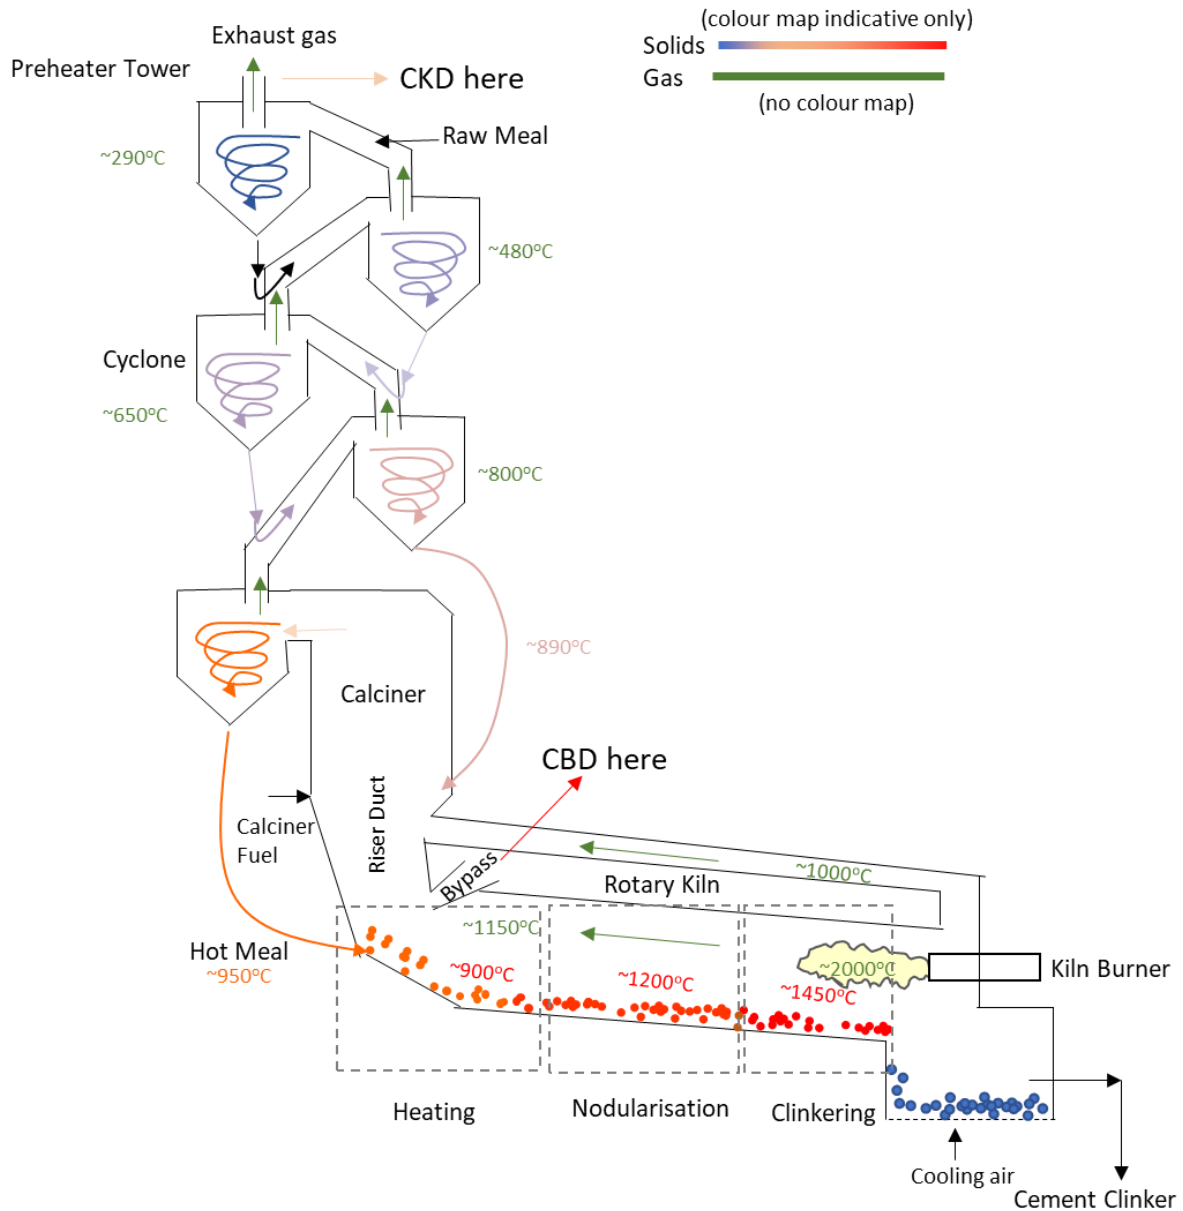 (colour map indicative only)
Exhaust gas
Solids
Preheater Tower
CKD here
Gas
(no colour map)
Raw Meal
~290°C
~480°C
Cyclone
~650°C
~800°C
~890°C
Calciner
CBD here
Riser Duct
Calciner
Fuel
Bypass
~1000°C
Rotary Kiln
~1150°C
Hot Meal
~950°C
~900°C
~1200°C
~2000°C
~1450°C
Kiln Burner
Heating
Nodularisation
Clinkering
Cooling air
Cement Clinker